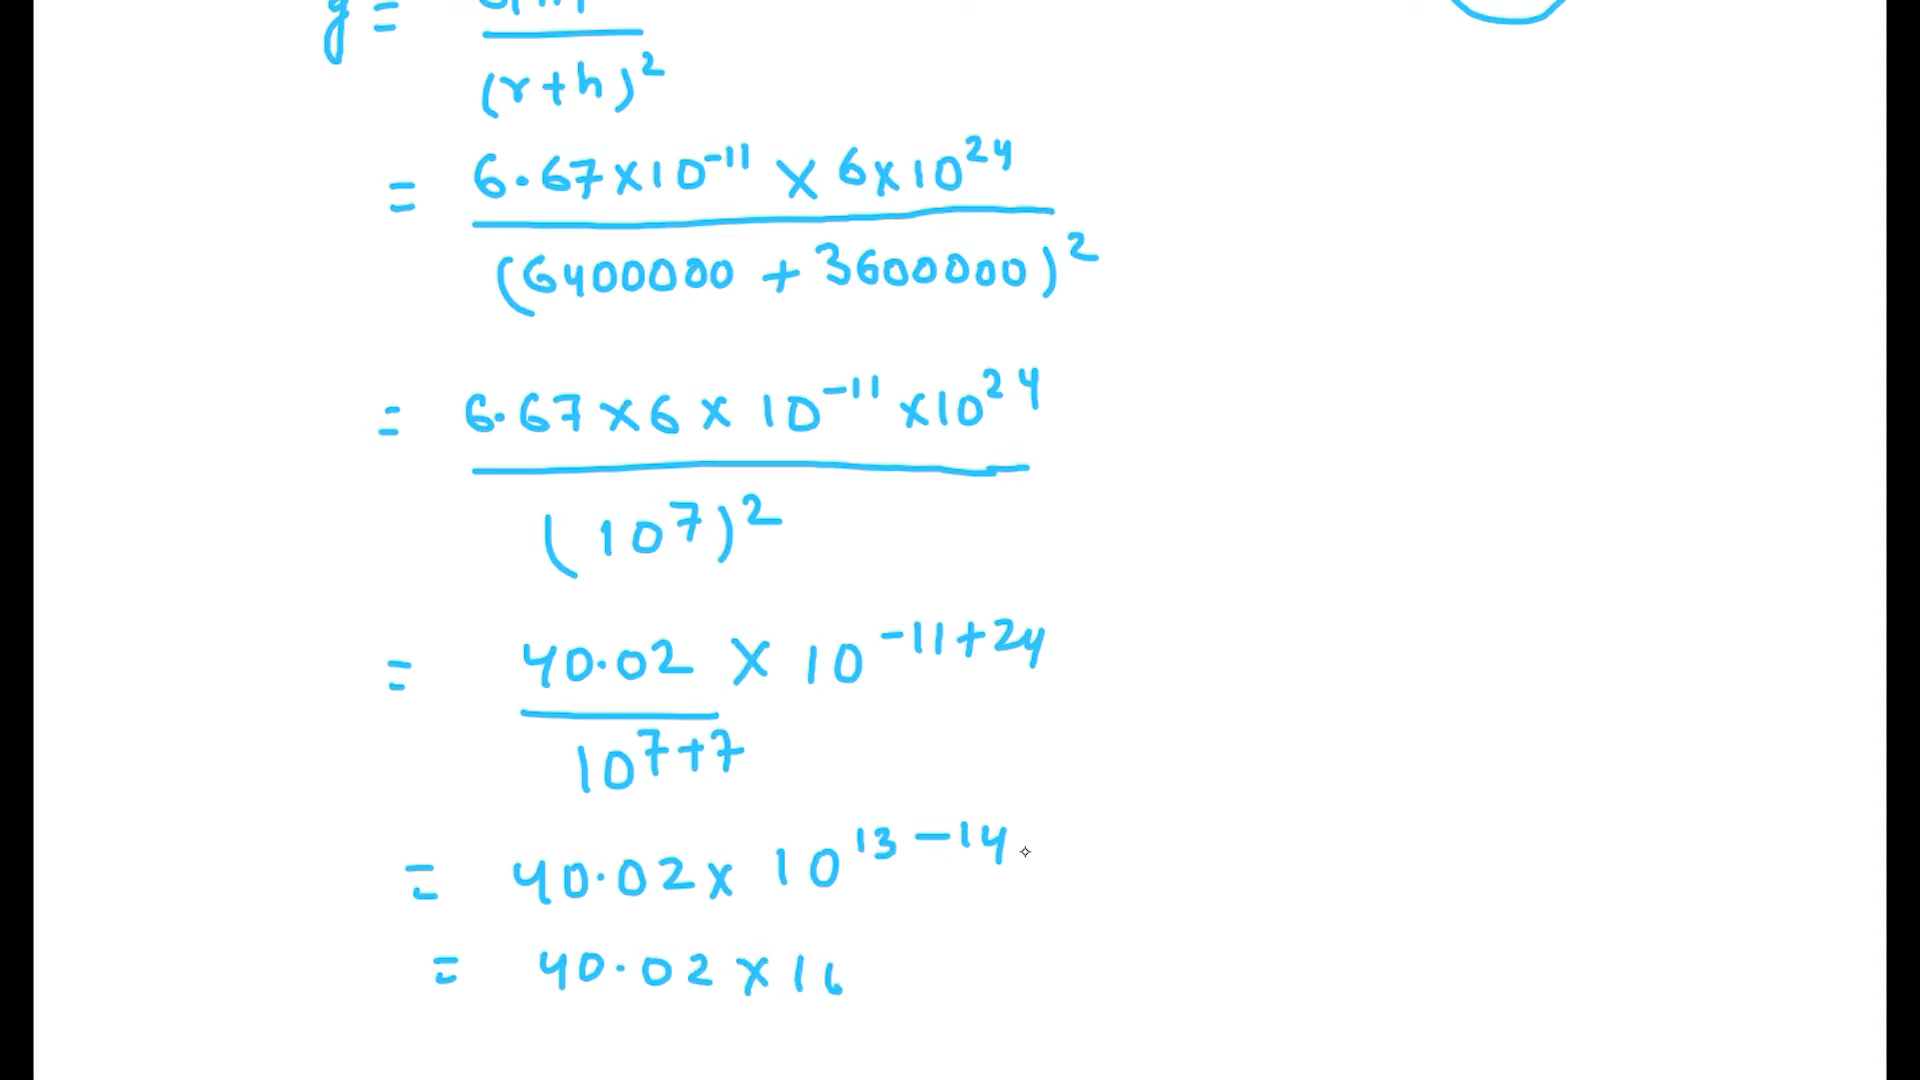 g =
(r+h)²
= 6.67×10⁻¹¹ × 6×10²⁴
(6400000 + 3600000)²
= 6.67×6 × 10⁻¹¹ ×10²⁴
(10⁷)²
= 40.02 × 10⁻¹¹⁺²⁴
10⁷⁺⁷
= 40.02× 10¹³⁻¹⁴
= 40.02×1